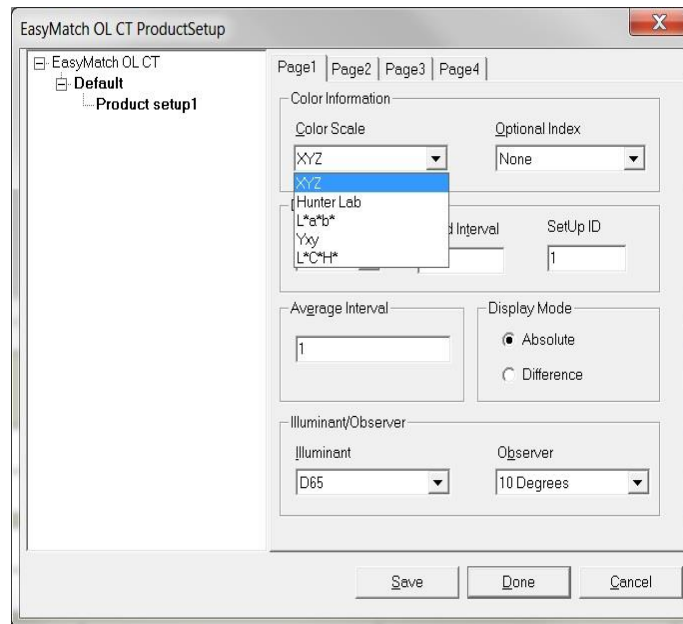 EasyMatch OL CT ProductSetup
EasyMatch OL CT
Default
Product setup1
Page1 Page2 Page3 Page4
Color Information
Color Scale Optional Index
XYZ None
XYZ
Hunter Lab
L*a*b*
Yxy
L*C*H*
Interval SetUp ID
1
Average Interval Display Mode
1 Absolute
Difference
Illuminant/Observer
Illuminant Observer
D65 10 Degrees
Save Done Cancel